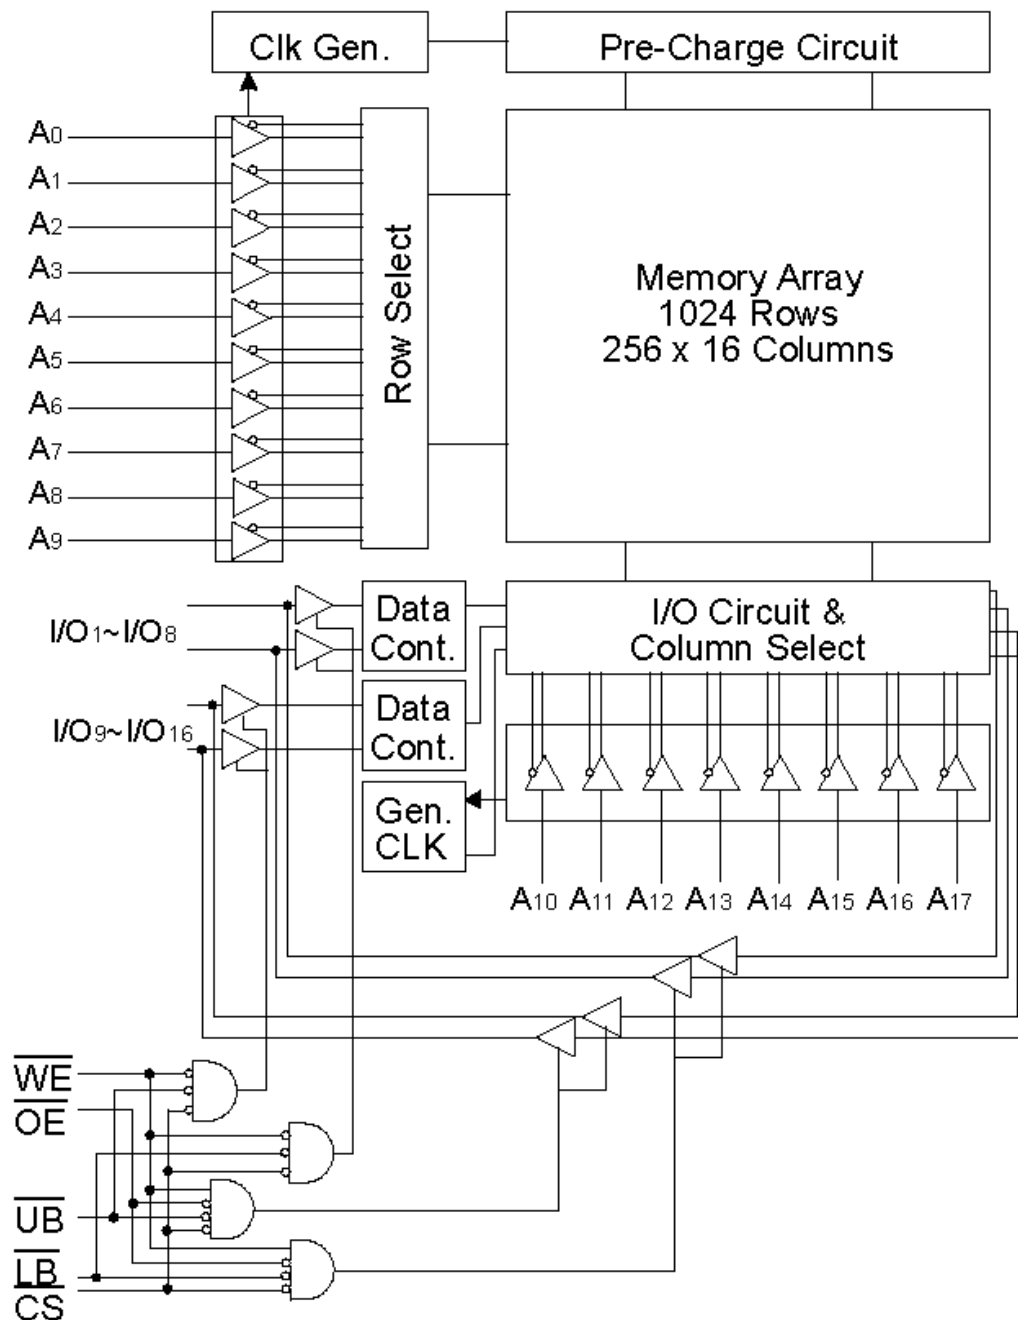 Clk Gen.
Pre-Charge Circuit
A0
A1
A2
A3
A4
A5
A6
A7
A8
A9
Row Select
Memory Array
1024 Rows
256 x 16 Columns
I/O1~I/O8
I/O9~I/O16
Data
Cont.
Data
Cont.
Gen.
CLK
I/O Circuit &
Column Select
A10 A11 A12 A13 A14 A15 A16 A17
WE
OE
UB
LB
CS